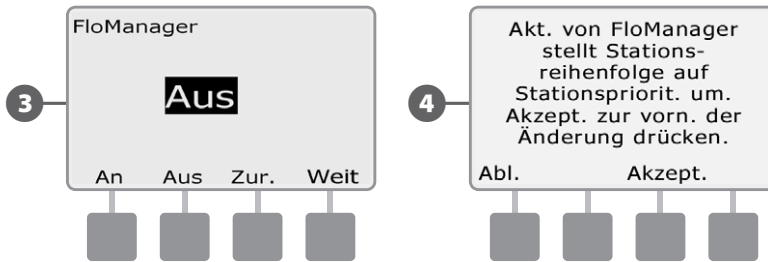 3
FloManager
Aus
An Aus Zur. Weit
4
Akt. von FloManager
stellt Stations-
reihenfolge auf
Stationspriorit. um.
Akzept. zur vorn. der
Änderung drücken.
Abl. Akzept.